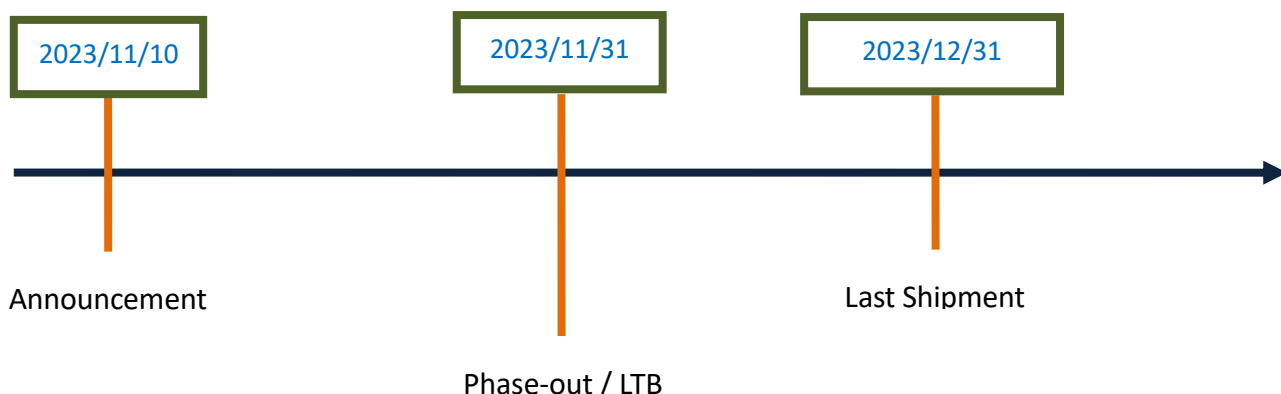 2023/11/10
2023/11/31
2023/12/31
Announcement
Last Shipment
Phase-out / LTB